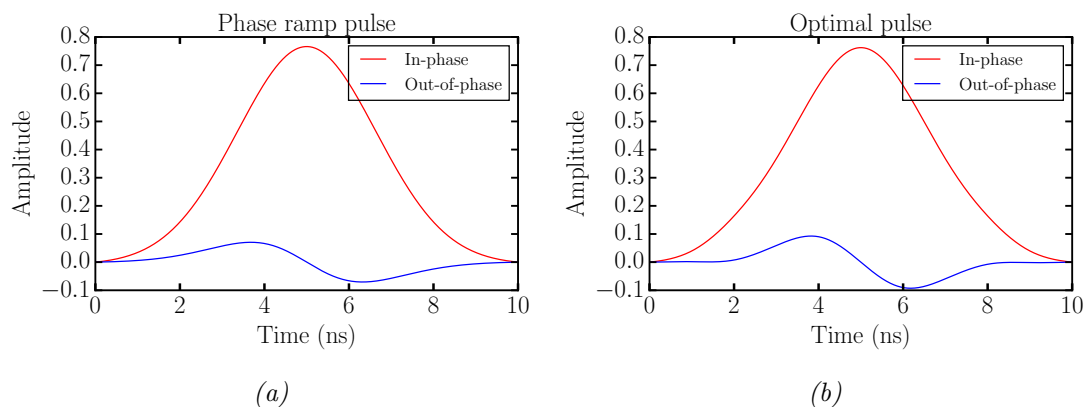 Phase ramp pulse
0.8
0.7
0.6
0.5
0.4
0.3
0.2
0.1
0.0
−0.1
Amplitude
In-phase
Out-of-phase
0 2 4 6 8 10
Time (ns)
(a)
Optimal pulse
0.8
0.7
0.6
0.5
0.4
0.3
0.2
0.1
0.0
−0.1
Amplitude
In-phase
Out-of-phase
0 2 4 6 8 10
Time (ns)
(b)